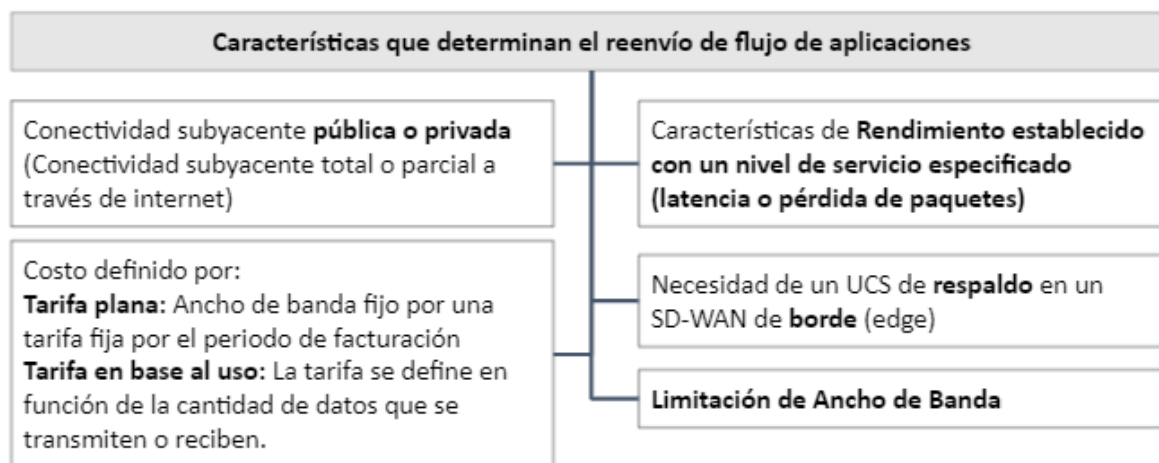 Características que determinan el reenvío de flujo de aplicaciones
Conectividad subyacente pública o privada
(Conectividad subyacente total o parcial a
través de internet)
Costo definido por:
Tarifa plana: Ancho de banda fijo por una
tarifa fija por el periodo de facturación
Tarifa en base al uso: La tarifa se define en
función de la cantidad de datos que se
transmiten o reciben.
Características de Rendimiento establecido
con un nivel de servicio especificado
(latencia o pérdida de paquetes)
Necesidad de un UCS de respaldo en un
SD-WAN de borde (edge)
Limitación de Ancho de Banda